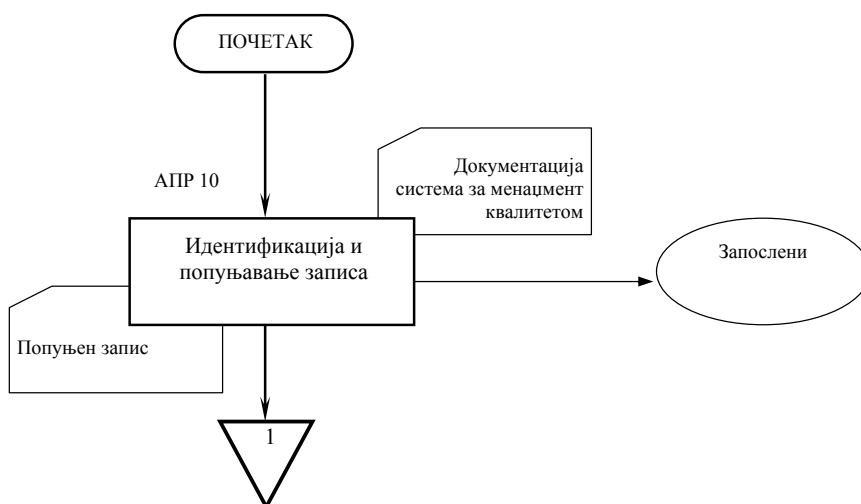 ПОЧЕТАК
АПР 10
Документација
система за менаџмент
квалитетом
Идентификација и
попуњавање записа
Запослени
Попуњен запис
1